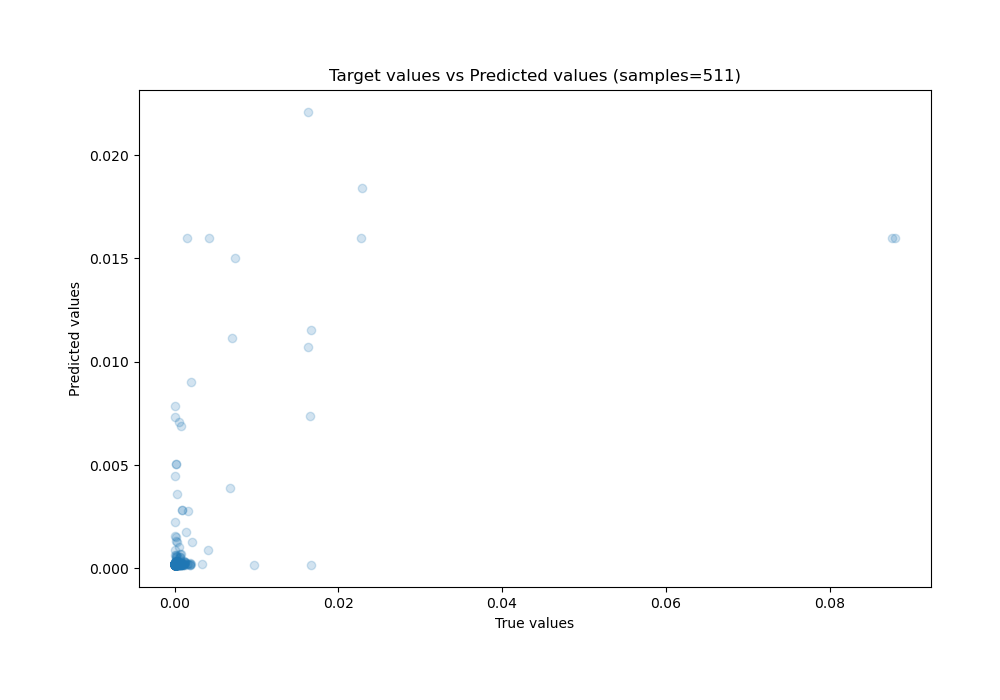 Target values vs Predicted values (samples=511)
0.020
0.015
0.010
0.005
0.000
Predicted values
0.00 0.02 0.04 0.06 0.08
True values